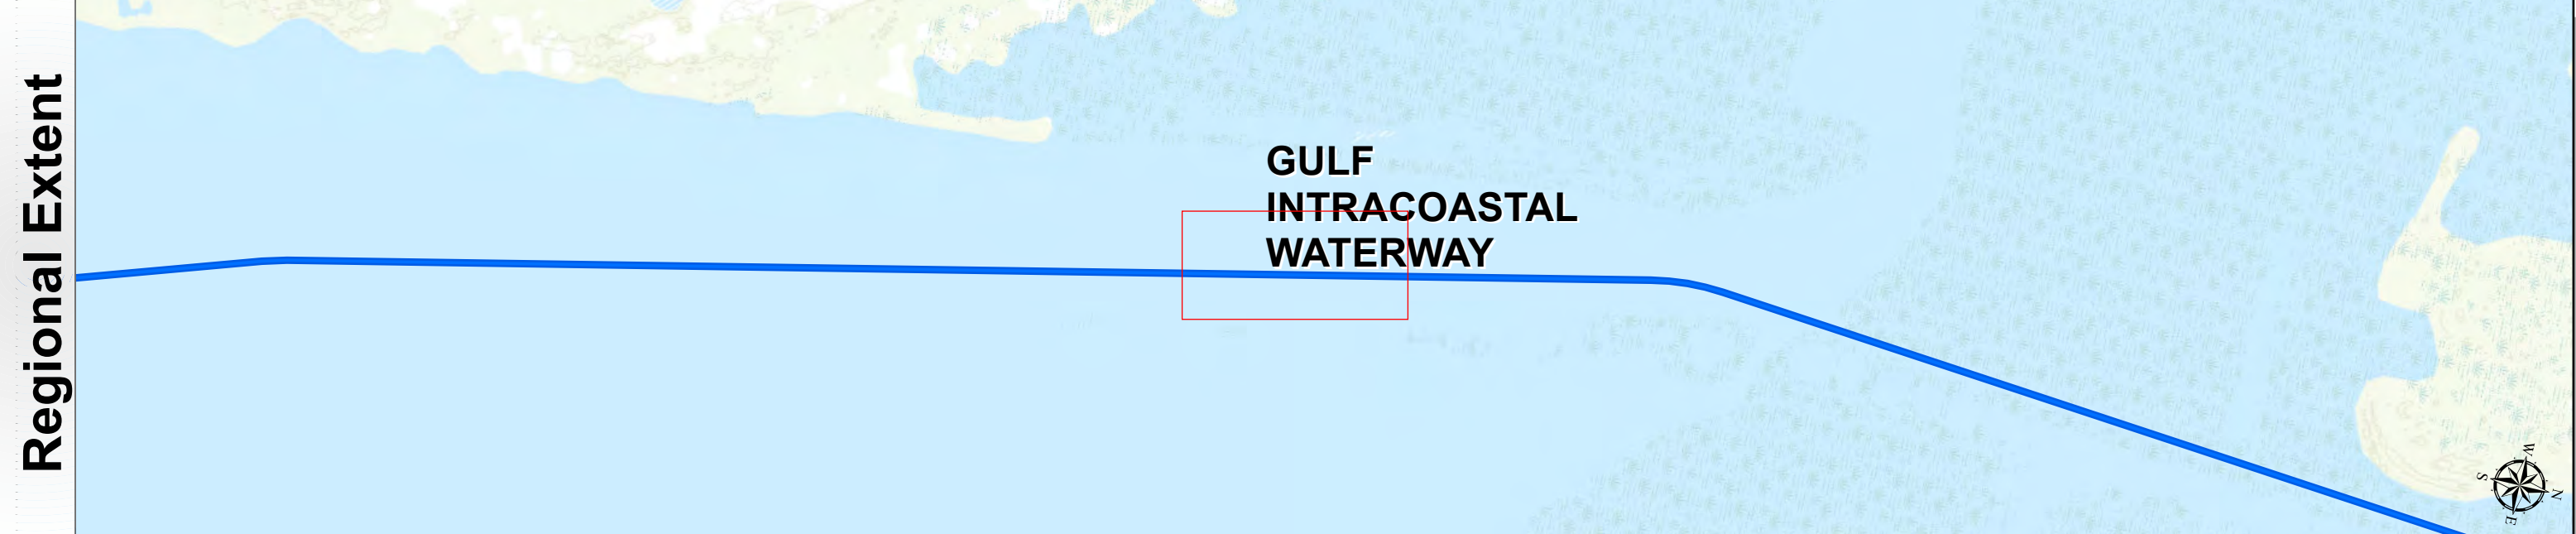 Regional Extent
GULF
INTRACOASTAL
WATERWAY
W
S
N
E